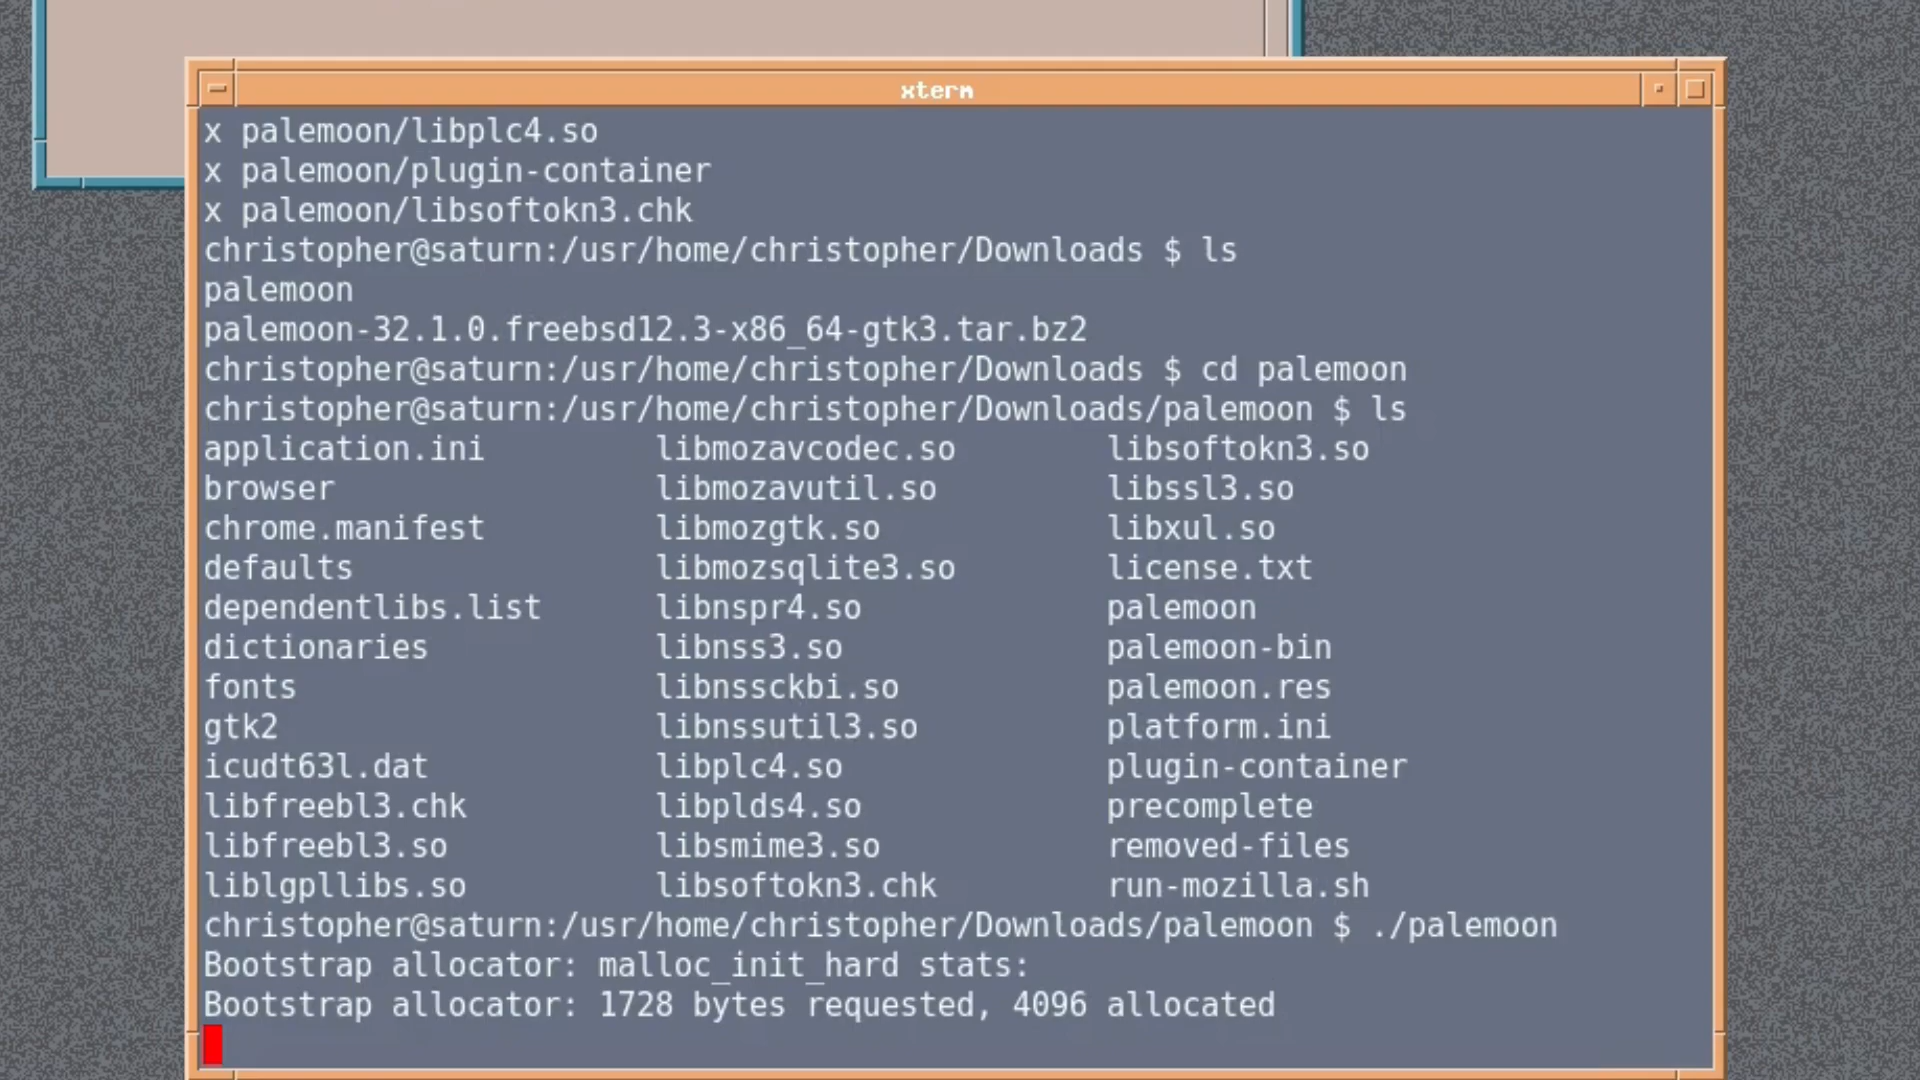 xterm
x palemoon/libplc4.so
x palemoon/plugin-container
x palemoon/libsoftokn3.chk
christopher@saturn:/usr/home/christopher/Downloads $ ls
palemoon
palemoon-32.1.0.freebsd12.3-x86_64-gtk3.tar.bz2
christopher@saturn:/usr/home/christopher/Downloads $ cd palemoon
christopher@saturn:/usr/home/christopher/Downloads/palemoon $ ls
application.ini libmozavcodec.so libsoftokn3.so
browser libmozavutil.so libssl3.so
chrome.manifest libmozgtk.so libxul.so
defaults libmozsqlite3.so license.txt
dependentlibs.list libnspr4.so palemoon
dictionaries libnss3.so palemoon-bin
fonts libnssckbi.so palemoon.res
gtk2 libnssutil3.so platform.ini
icudt63l.dat libplc4.so plugin-container
libfreebl3.chk libplds4.so precomplete
libfreebl3.so libsmime3.so removed-files
liblgpllibs.so libsoftokn3.chk run-mozilla.sh
christopher@saturn:/usr/home/christopher/Downloads/palemoon $ ./palemoon
Bootstrap allocator: malloc_init_hard stats:
Bootstrap allocator: 1728 bytes requested, 4096 allocated